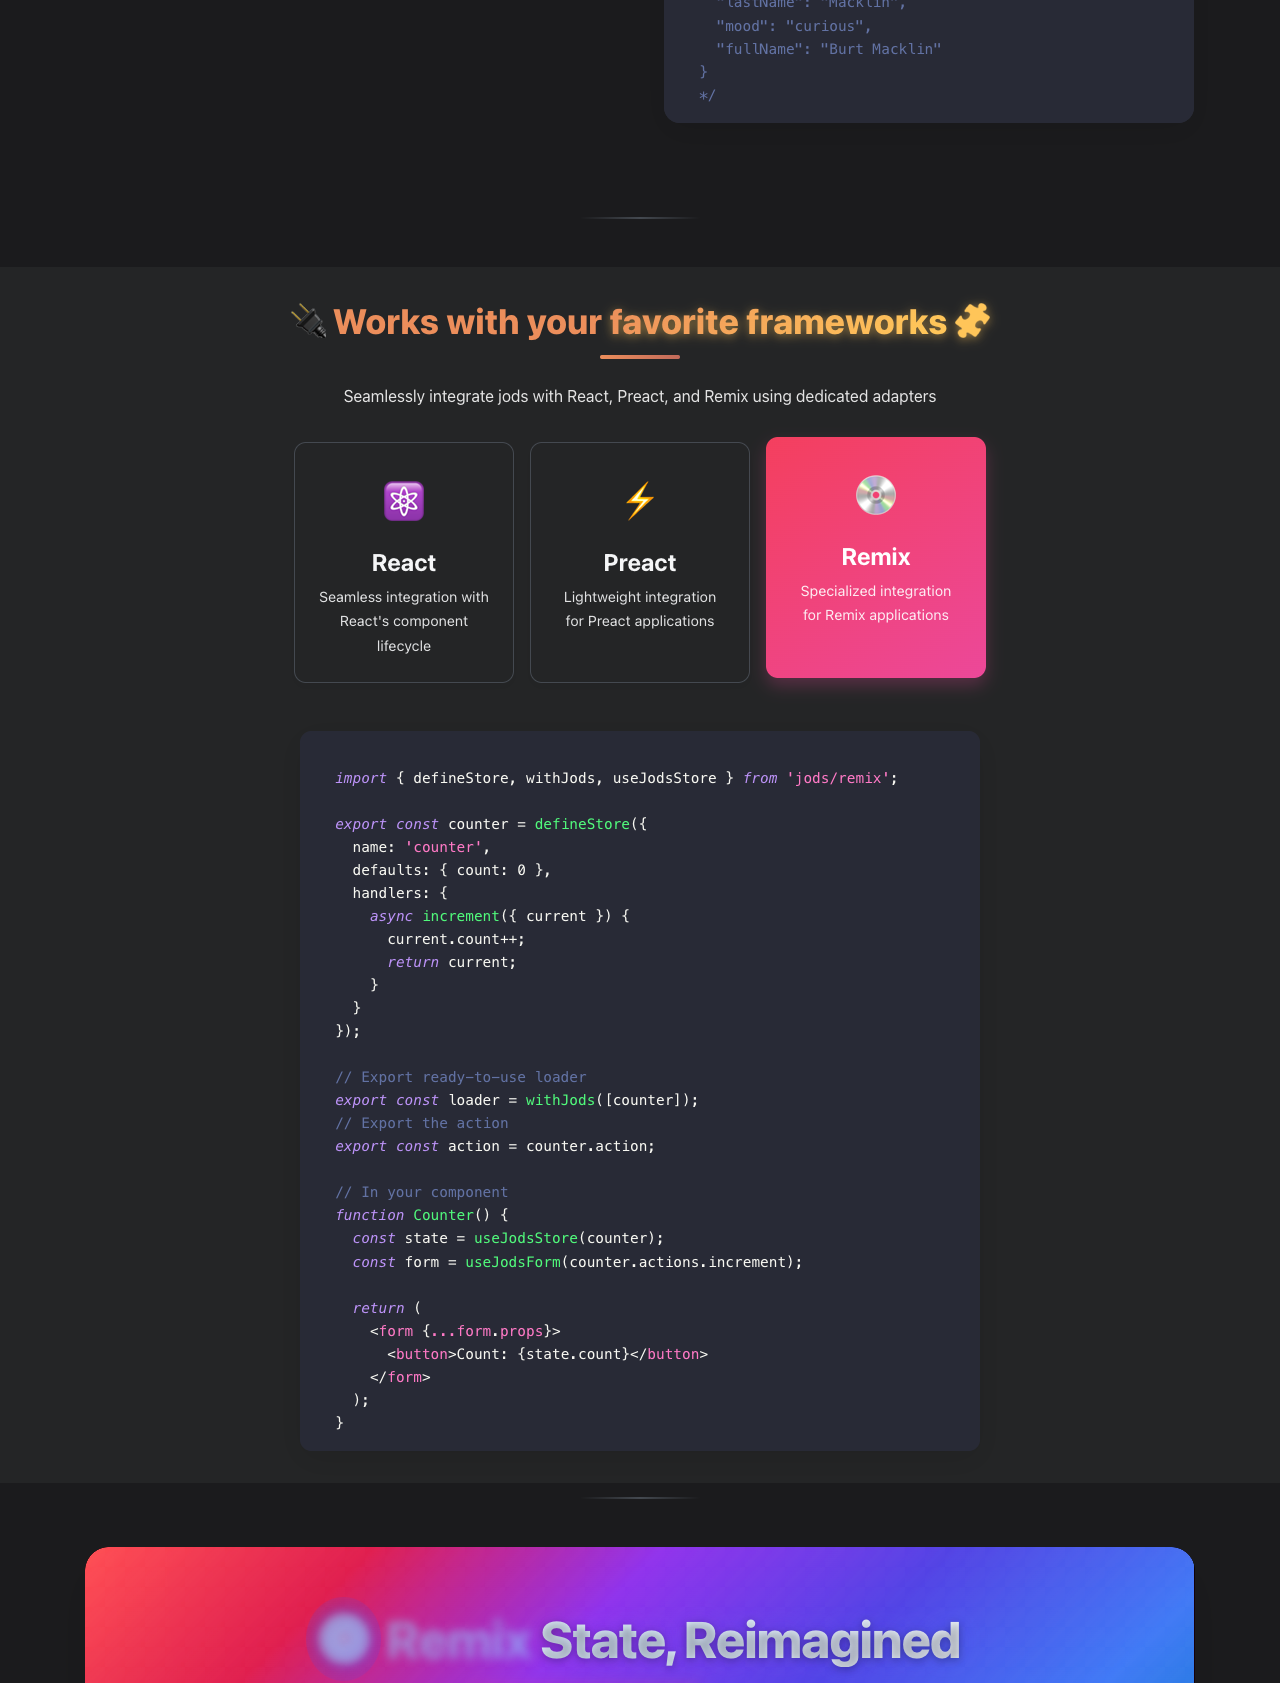 "lastName": "Macklin",
"mood": "curious",
"fullName": "Burt Macklin"
}
*/
Works with your favorite frameworks
Seamlessly integrate jods with React, Preact, and Remix using dedicated adapters
React
Seamless integration with
React's component
lifecycle
Preact
Lightweight integration
for Preact applications
Remix
Specialized integration
for Remix applications
import { defineStore, withJods, useJodsStore } from 'jods/remix';
export const counter = defineStore({
name: 'counter',
defaults: { count: 0 },
handlers: {
async increment({ current }) {
current.count++;
return current;
}
}
});
// Export ready-to-use loader
export const loader = withJods([counter]);
// Export the action
export const action = counter.action;
// In your component
function Counter() {
const state = useJodsStore(counter);
const form = useJodsForm(counter.actions.increment);
return (
<form {...form.props}>
<button>Count: {state.count}</button>
</form>
);
}
Remix State, Reimagined